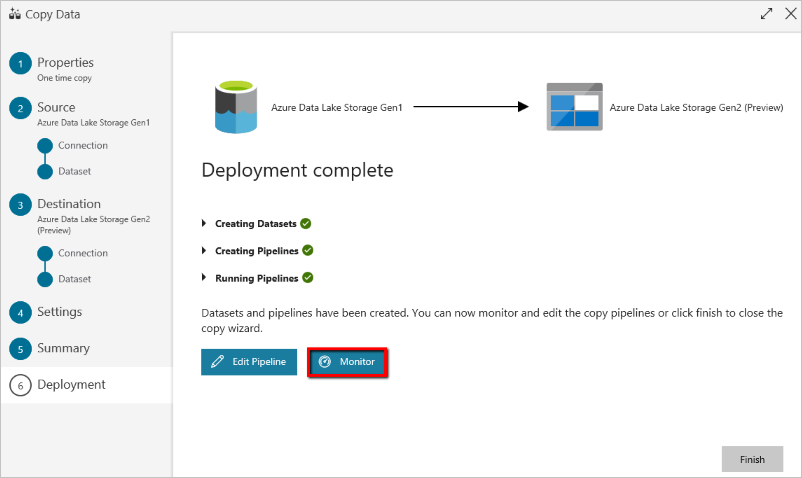 Copy Data
1 Properties
One time copy
2 Source
Azure Data Lake Storage Gen1
Connection
Dataset
3 Destination
Azure Data Lake Storage Gen2
(Preview)
Connection
Dataset
4 Settings
5 Summary
6 Deployment
Azure Data Lake Storage Gen1
Azure Data Lake Storage Gen2 (Preview)
Deployment complete
Creating Datasets
Creating Pipelines
Running Pipelines
Datasets and pipelines have been created. You can now monitor and edit the copy pipelines or click finish to close the
copy wizard.
Edit Pipeline
Monitor
Finish